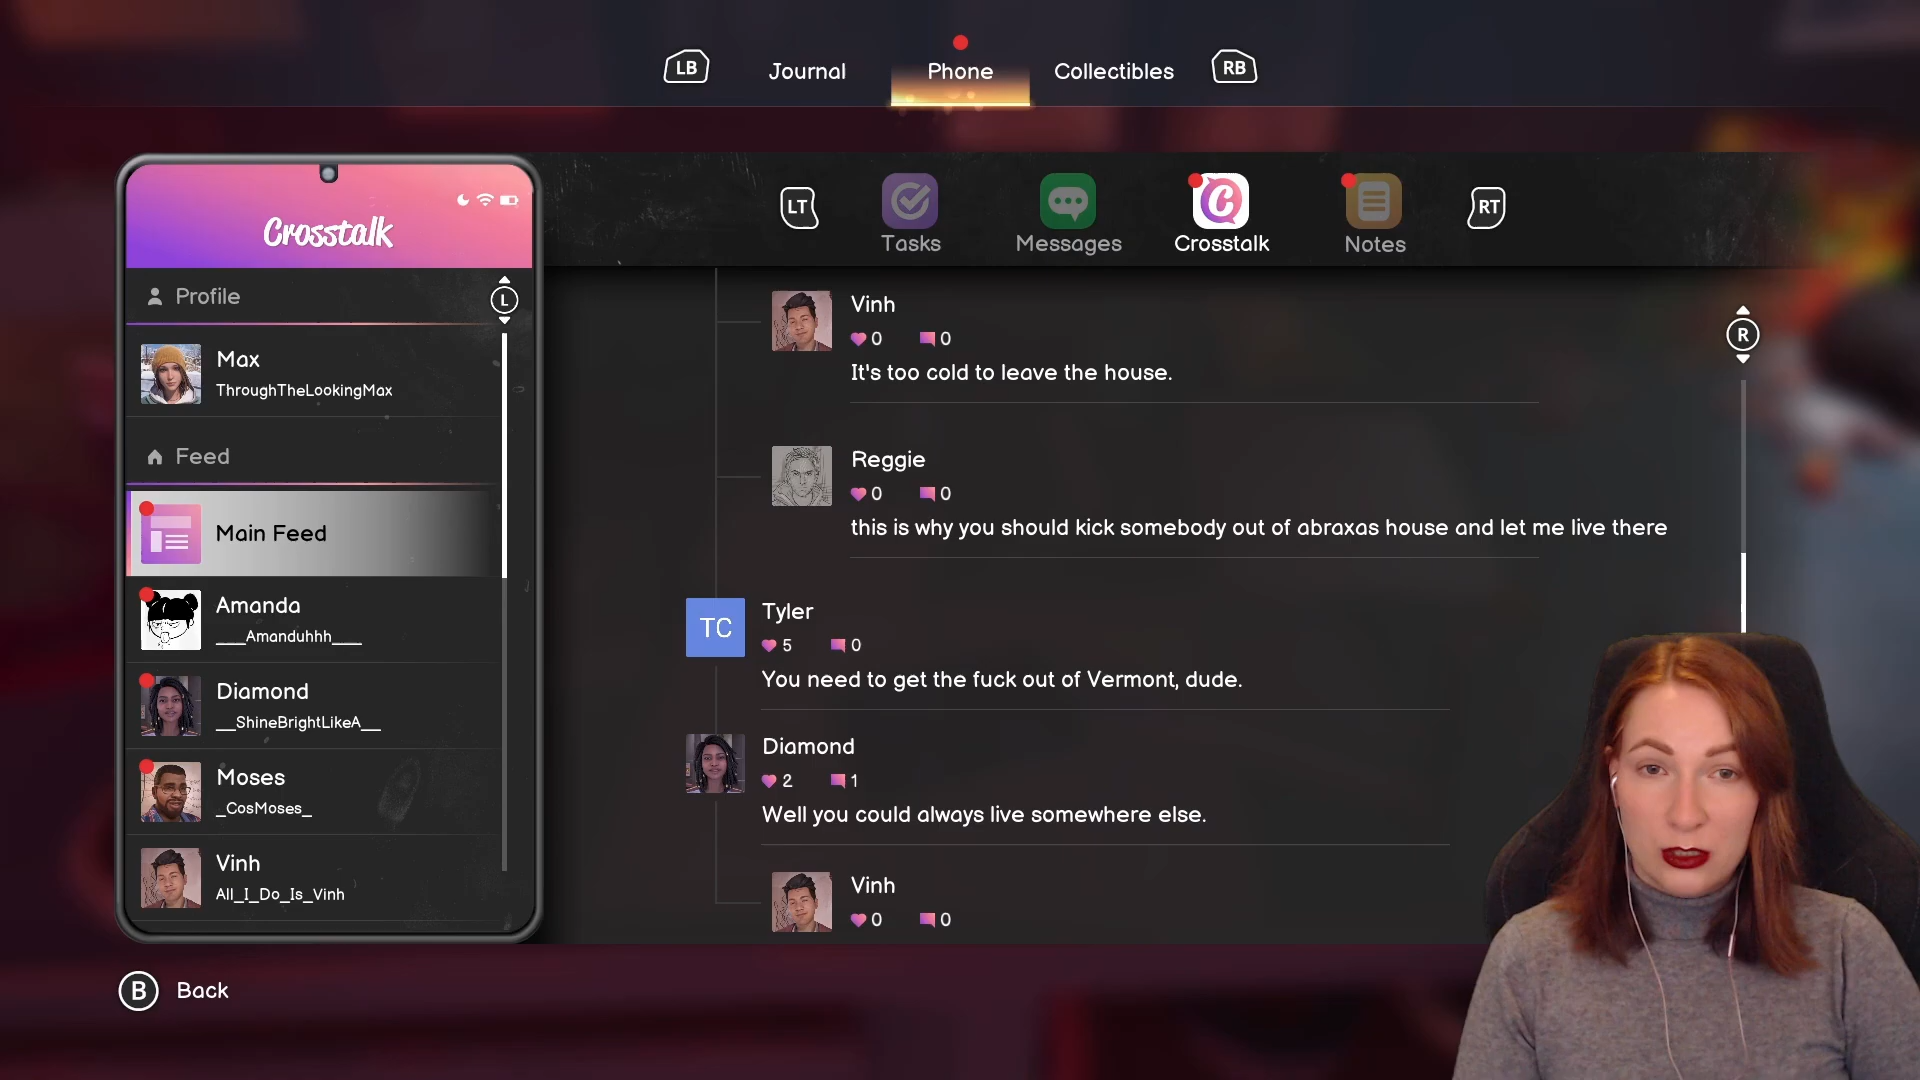 LB
Journal
Phone
Collectibles
RB
Crosstalk
LT
Tasks
Messages
Crosstalk
Notes
RT
Profile
L
Max
ThroughTheLookingMax
Feed
Main Feed
Amanda
___Amanduhhh___
Diamond
__ShineBrightLikeA__
Moses
_CosMoses_
Vinh
All_I_Do_Is_Vinh
Vinh
0 0
It's too cold to leave the house.
R
Reggie
0 0
this is why you should kick somebody out of abraxas house and let me live there
TC
Tyler
5 0
You need to get the fuck out of Vermont, dude.
Diamond
2 1
Well you could always live somewhere else.
Vinh
0 0
B Back